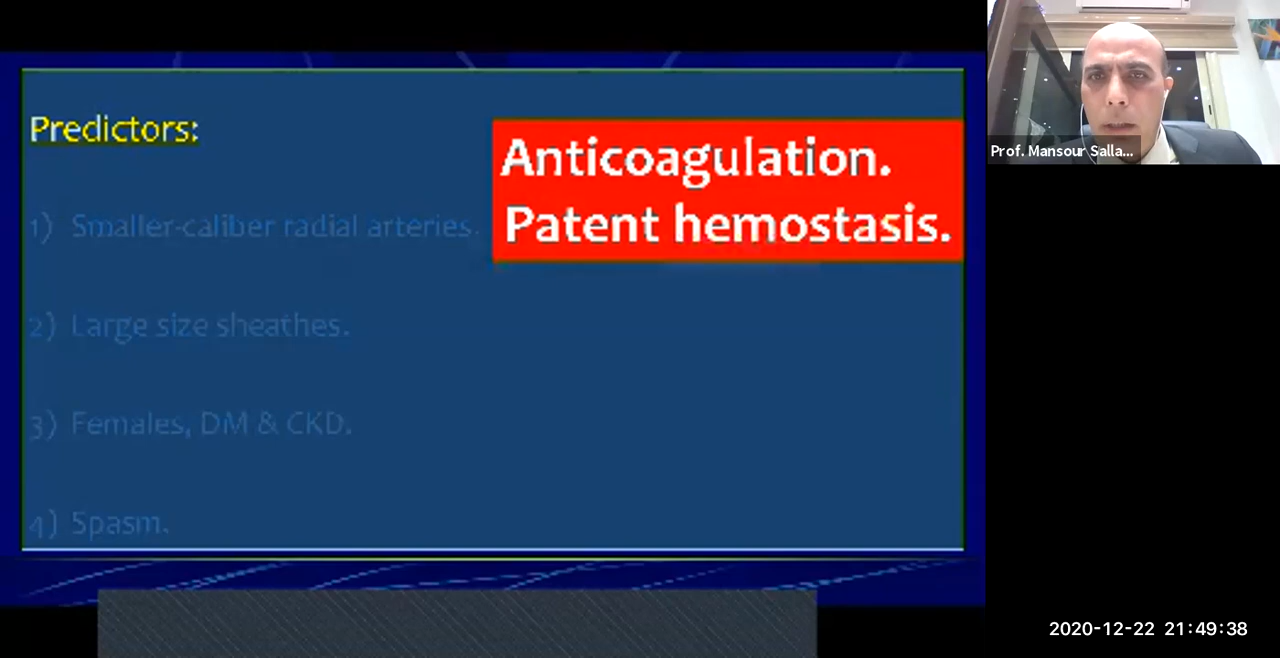 Predictors:
Anticoagulation.
Patent hemostasis.
1) Smaller-caliber radial arteries.
2) Large size sheathes.
3) Females, DM & CKD.
4) Spasm.
Prof. Mansour Salla...
2020-12-22 21:49:38